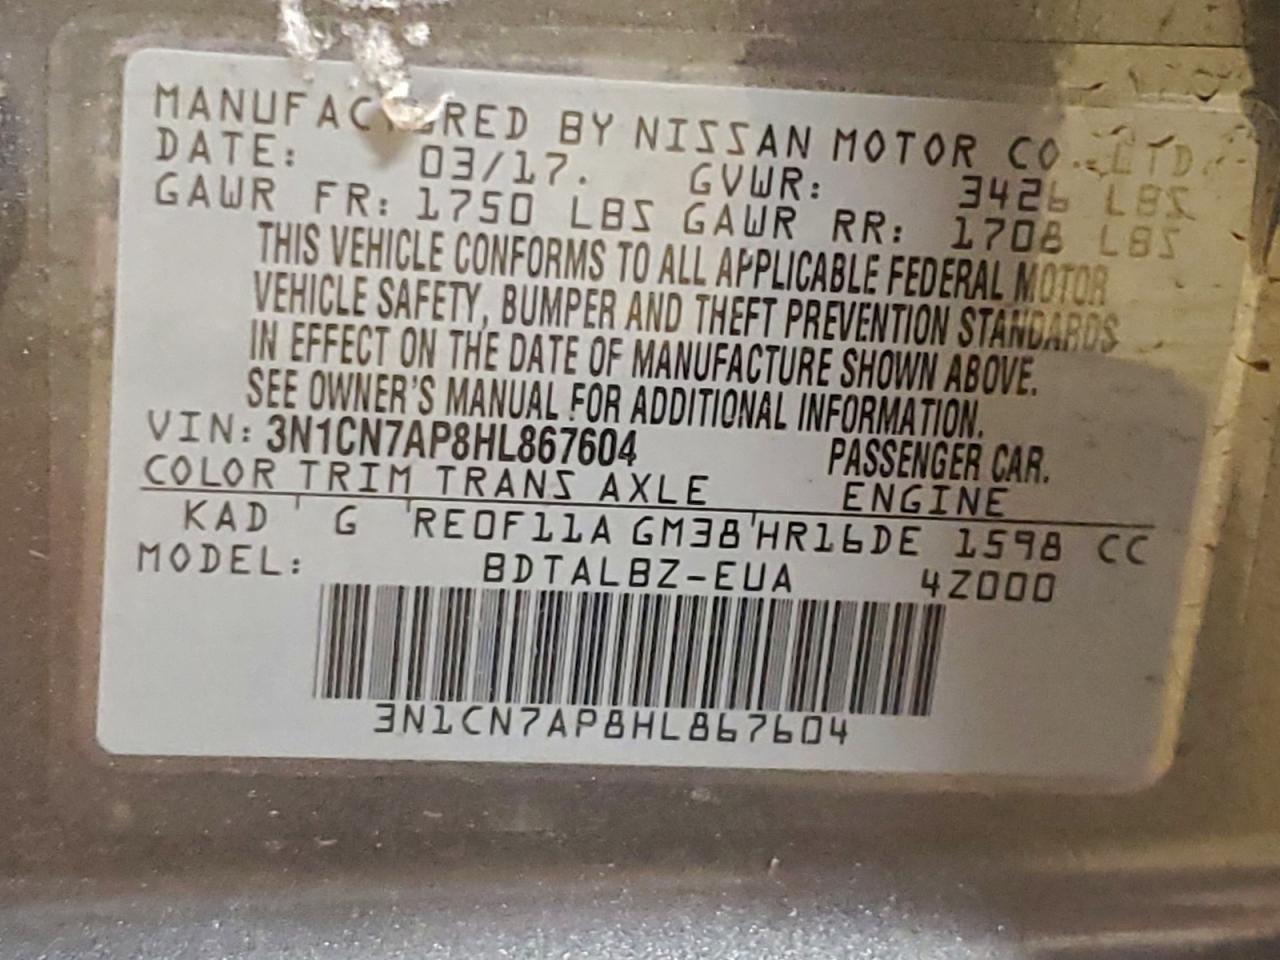 MANUFACTURED BY NISSAN MOTOR CO., LTD.
DATE: 03/17. GVWR: 3426 LBS
GAWR FR: 1750 LBS GAWR RR: 1708 LBS
THIS VEHICLE CONFORMS TO ALL APPLICABLE FEDERAL MOTOR
VEHICLE SAFETY, BUMPER AND THEFT PREVENTION STANDARDS
IN EFFECT ON THE DATE OF MANUFACTURE SHOWN ABOVE.
SEE OWNER'S MANUAL FOR ADDITIONAL INFORMATION.
VIN: 3N1CN7AP8HL867604 PASSENGER CAR.
COLOR TRIM TRANS AXLE ENGINE
KAD G RE0F11A GM38 HR16DE 1598 CC
MODEL: BDTALBZ-EUA 4Z000
3N1CN7AP8HL867604